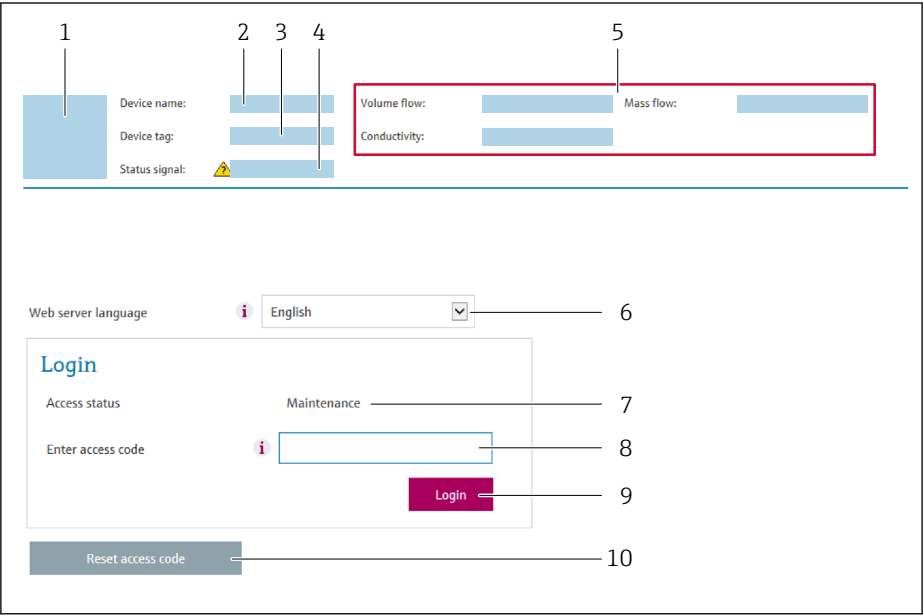 1 2 3 4 5
Device name: Volume flow: Mass flow:
Device tag: Conductivity:
Status signal: ?
Web server language i English 6
Login
Access status Maintenance 7
Enter access code i 8
Login 9
Reset access code 10